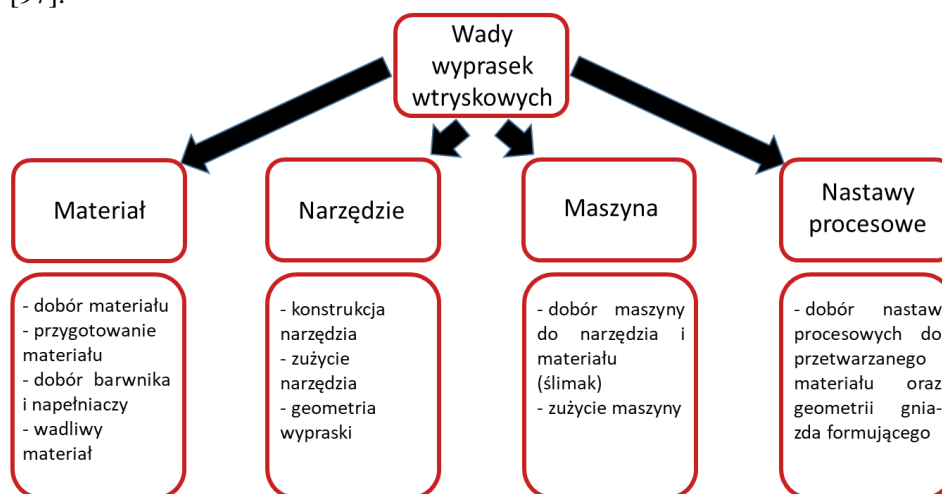 [97].
Wady
wyprasek
wtryskowych
Materiał
Narzędzie
Maszyna
Nastawy
procesowe
- dobór materiału
- przygotowanie
materiału
- dobór barwnika
i napełniaczy
- wadliwy
materiał
- konstrukcja
narzędzia
- zużycie
narzędzia
- geometria
wypraski
- dobór maszyny
do narzędzia i
materiału
(ślimak)
- zużycie maszyny
- dobór nastaw
procesowych do
przetwarzanego
materiału oraz
geometrii gnia-
zda formującego